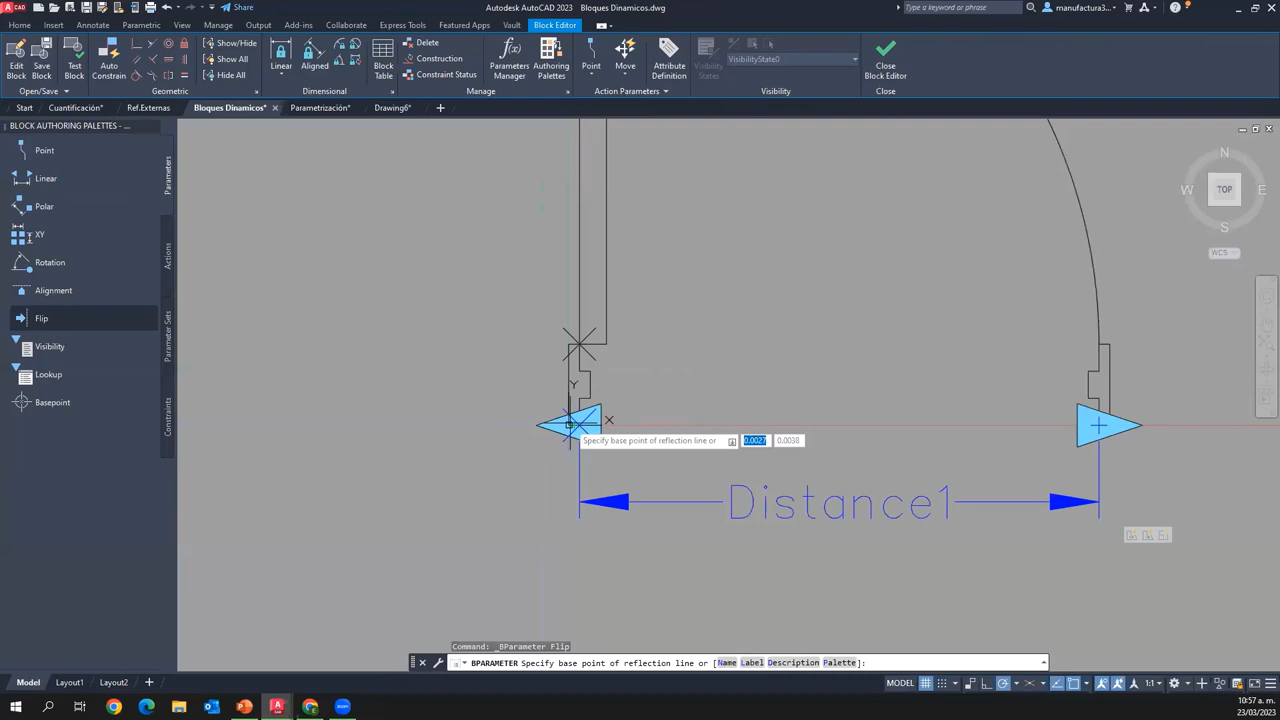 CAD
Share
Autodesk AutoCAD 2023 Bloques Dinamicos.dwg
Type a keyword or phrase
manufactura3...
Home Insert Annotate Parametric View Manage Output Add-ins Collaborate Express Tools Featured Apps Vault Block Editor
Edit Block
Save Block
Test Block
Auto Constrain
Show/Hide
Show All
Hide All
Linear
Aligned
Block Table
Delete
Construction
Constraint Status
Parameters Manager
Authoring Palettes
Point
Move
Attribute Definition
Visibility States
VisibilityState0
Close Block Editor
Open/Save Geometric Dimensional Manage Action Parameters Visibility Close
Start Cuantificación* Ref.Externas Bloques Dinamicos* Parametrización* Drawing6*
BLOCK AUTHORING PALETTES - ...
Point
Linear
Polar
XY
Rotation
Alignment
Flip
Visibility
Lookup
Basepoint
Parameters
Actions
Parameter Sets
Constraints
N
W TOP E
S
WCS
Y
X
Specify base point of reflection line or 0.0027 0.0038
Distance1
Command: _BParameter Flip
BPARAMETER Specify base point of reflection line or [Name Label Description Palette]:
Model Layout1 Layout2
MODEL 1:1
10:57 a. m.
23/03/2023